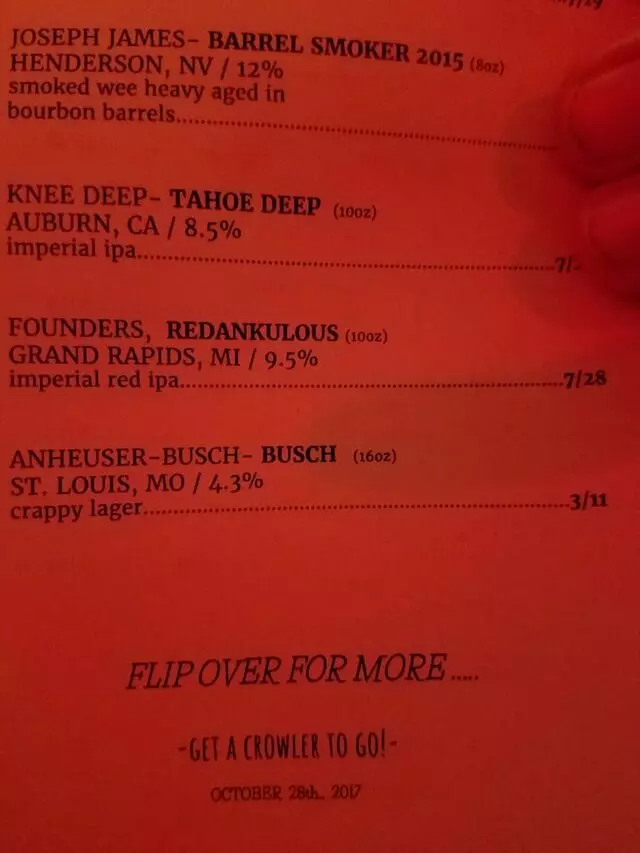 JOSEPH JAMES- BARREL SMOKER 2015 (8oz)
HENDERSON, NV / 12%
smoked wee heavy aged in
bourbon barrels..........
KNEE DEEP- TAHOE DEEP (10oz)
AUBURN, CA / 8.5%
imperial ipa..........7/
FOUNDERS, REDANKULOUS (10oz)
GRAND RAPIDS, MI / 9.5%
imperial red ipa..........7/28
ANHEUSER-BUSCH- BUSCH (16oz)
ST. LOUIS, MO / 4.3%
crappy lager..........3/11
FLIP OVER FOR MORE.....
-GET A CROWLER TO GO!-
OCTOBER 28th, 2017